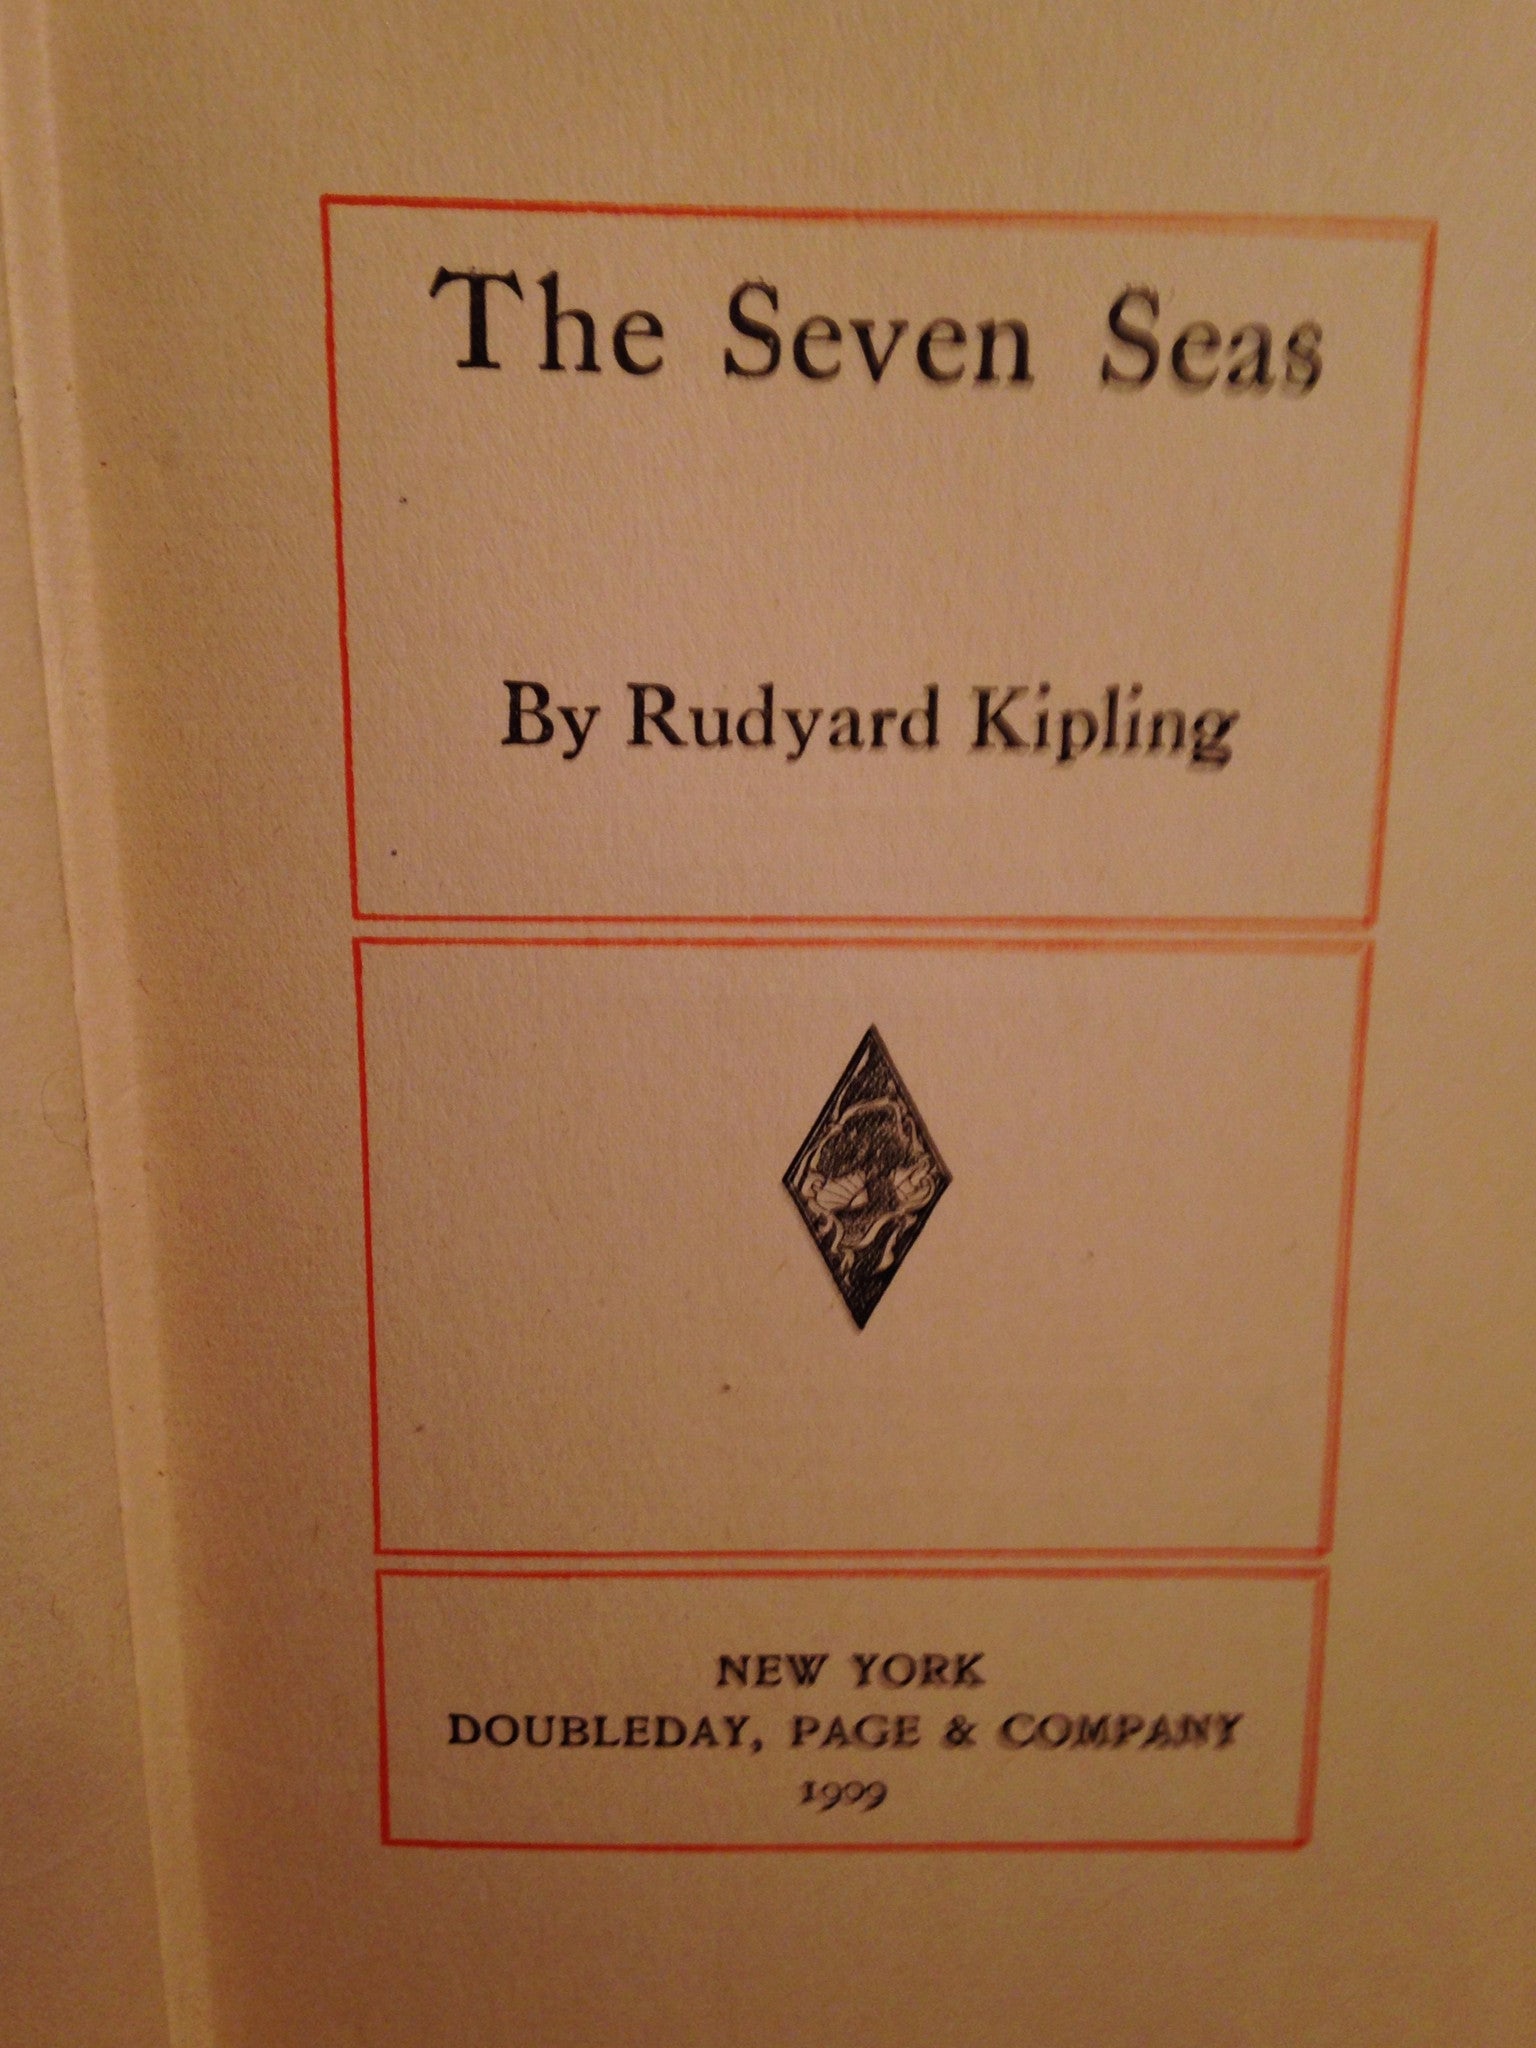 The Seven Seas
By Rudyard Kipling
NEW YORK
DOUBLEDAY, PAGE & COMPANY
1909